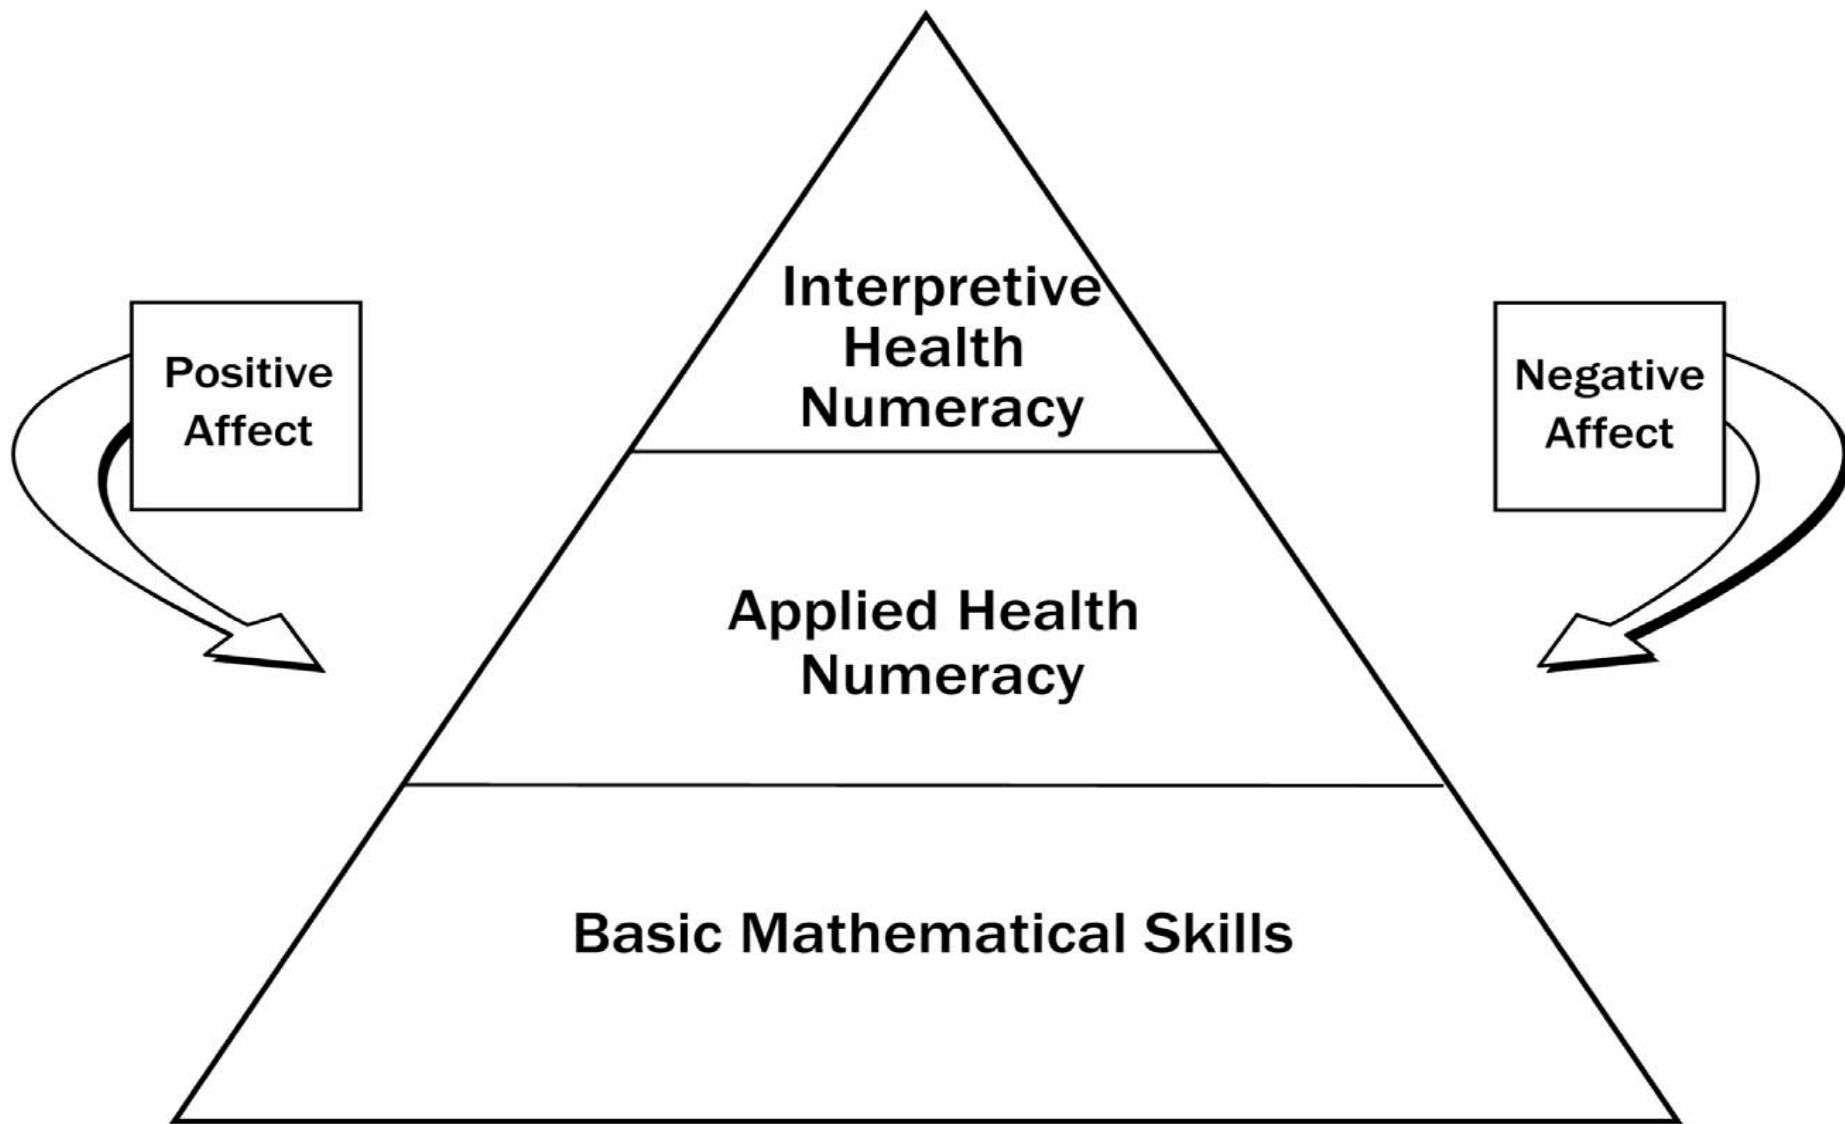 Interpretive
Health
Numeracy
Positive
Affect
Negative
Affect
Applied Health
Numeracy
Basic Mathematical Skills